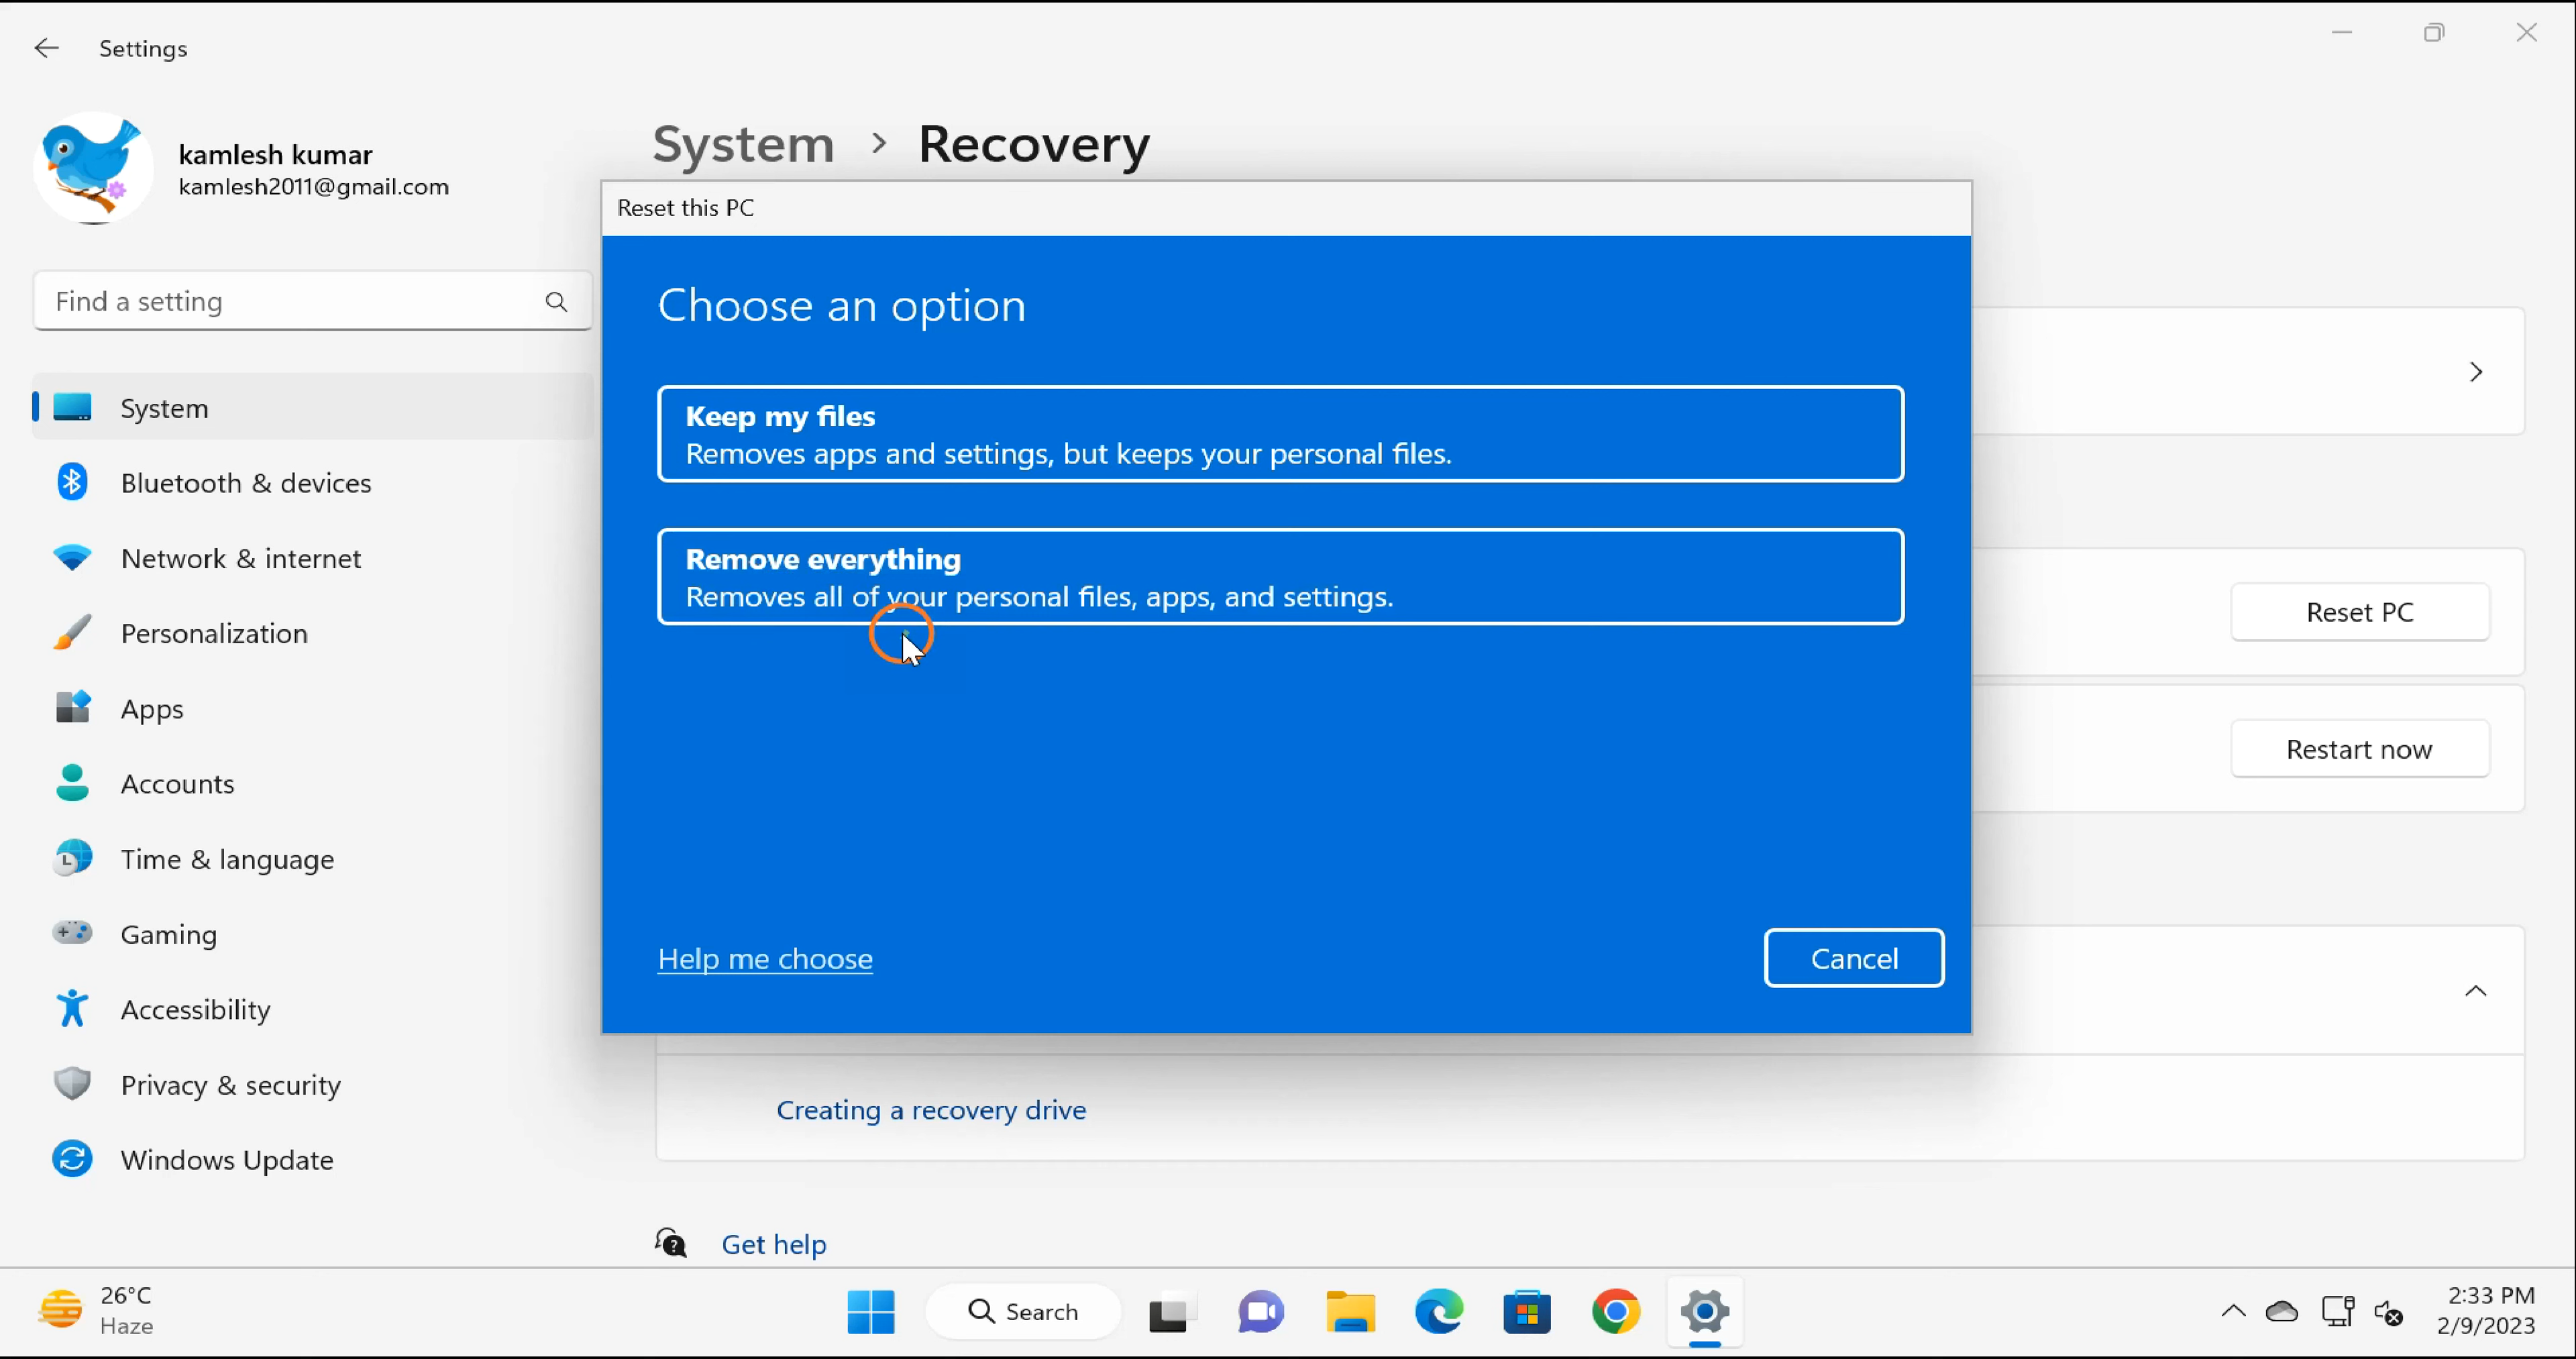 Settings
kamlesh kumar
kamlesh2011@gmail.com
Find a setting
System
Bluetooth & devices
Network & internet
Personalization
Apps
Accounts
Time & language
Gaming
Accessibility
Privacy & security
Windows Update
System > Recovery
Reset this PC
Choose an option
Keep my files
Removes apps and settings, but keeps your personal files.
Remove everything
Removes all of your personal files, apps, and settings.
Help me choose
Cancel
Reset PC
Restart now
Creating a recovery drive
Get help
26°C
Haze
Search
2:33 PM
2/9/2023